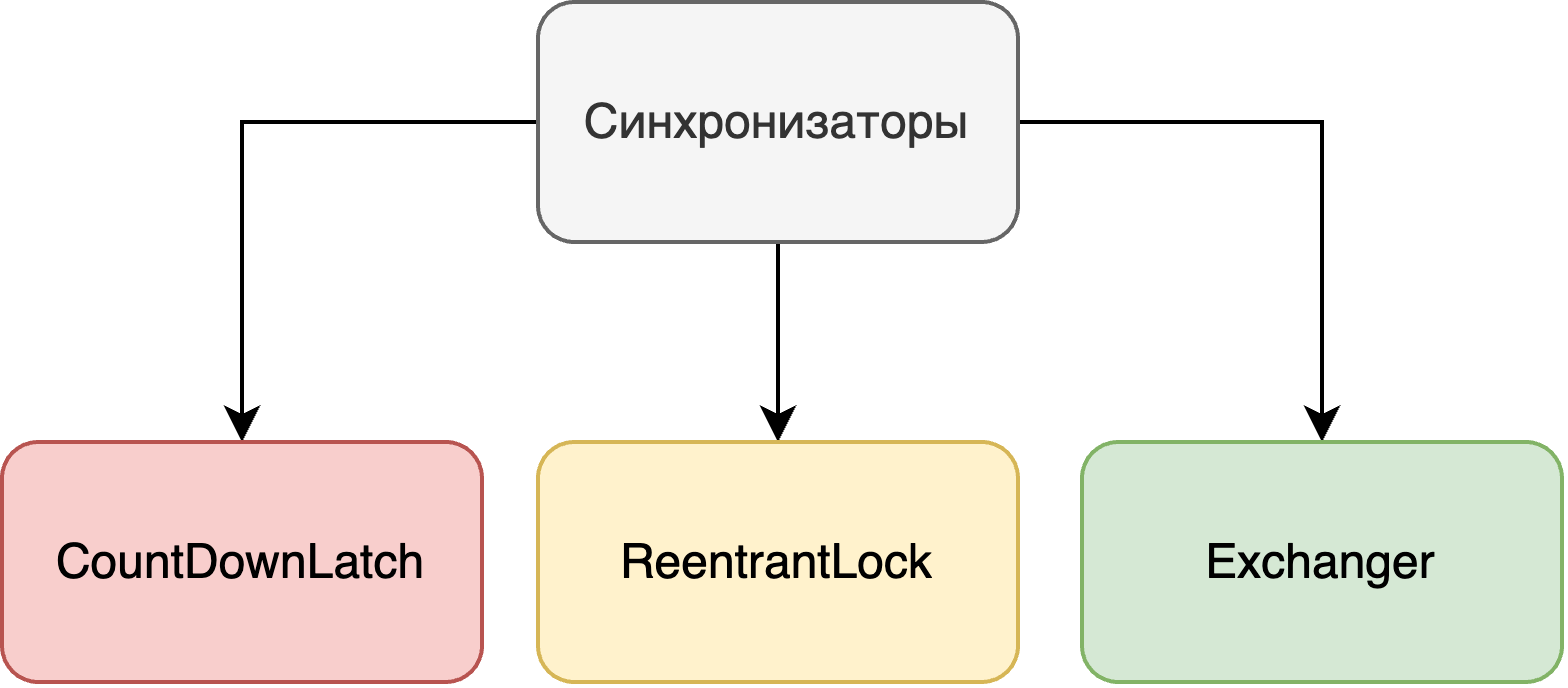 Синхронизаторы
CountDownLatch
ReentrantLock
Exchanger